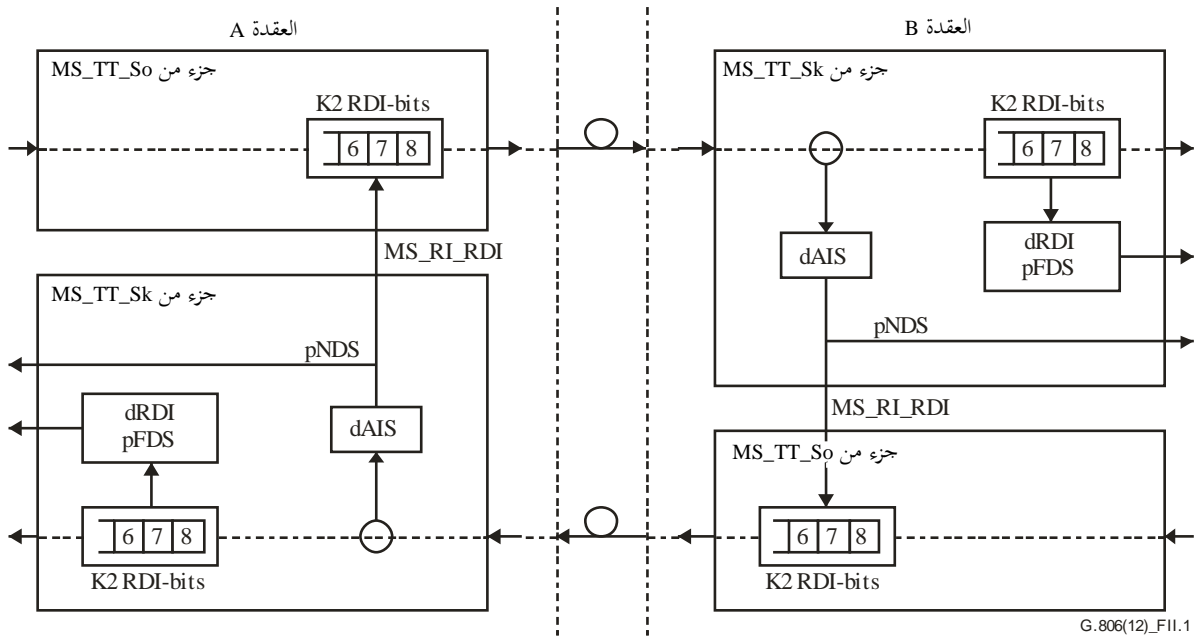 العقدة A
العقدة B
جزء من MS_TT_So
K2 RDI-bits
6 7 8
MS_RI_RDI
جزء من MS_TT_Sk
pNDS
dRDI
pFDS
dAIS
6 7 8
K2 RDI-bits
جزء من MS_TT_Sk
K2 RDI-bits
6 7 8
dAIS
dRDI
pFDS
pNDS
MS_RI_RDI
جزء من MS_TT_So
6 7 8
K2 RDI-bits
G.806(12)_FII.1